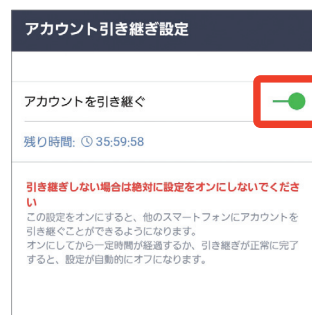 アカウント引き継ぎ設定
アカウントを引き継ぐ
残り時間: 35:59:58
引き継ぎしない場合は絶対に設定をオンにしないでくださ
い
この設定をオンにすると、他のスマートフォンにアカウントを
引き継ぐことができるようになります。
オンにしてから一定時間が経過するか、引き継ぎが正常に完了
すると、設定が自動的にオフになります。